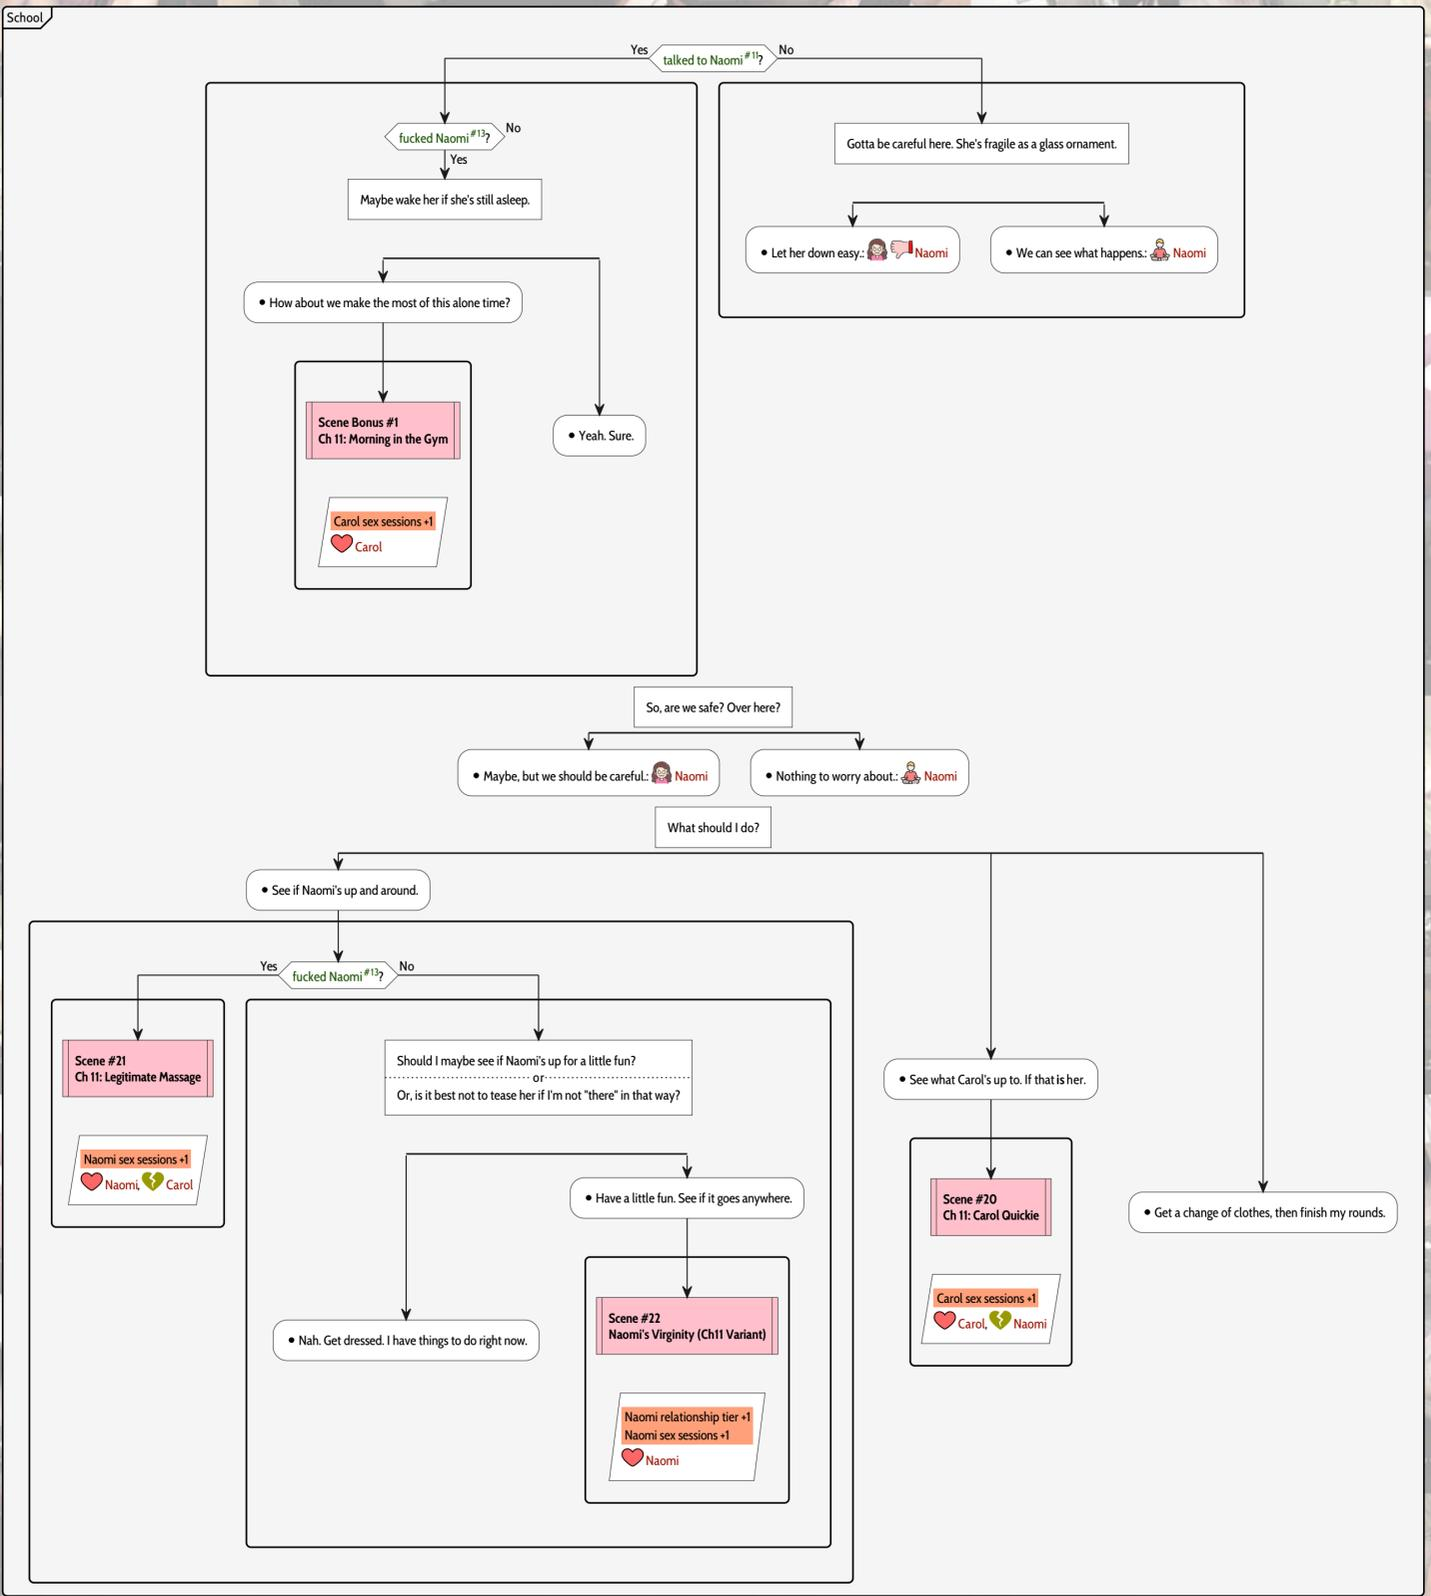 School
Yes
talked to Naomi #11?
No
fucked Naomi #13?
No
Yes
Maybe wake her if she's still asleep.
• How about we make the most of this alone time?
Scene Bonus #1
Ch 11: Morning in the Gym
Carol sex sessions +1
Carol
• Yeah. Sure.
Gotta be careful here. She's fragile as a glass ornament.
• Let her down easy.: Naomi
• We can see what happens.: Naomi
So, are we safe? Over here?
• Maybe, but we should be careful.: Naomi
• Nothing to worry about.: Naomi
What should I do?
• See if Naomi's up and around.
Yes
fucked Naomi #13?
No
Scene #21
Ch 11: Legitimate Massage
Naomi sex sessions +1
Naomi, Carol
Should I maybe see if Naomi's up for a little fun?
or
Or, is it best not to tease her if I'm not "there" in that way?
• Nah. Get dressed. I have things to do right now.
• Have a little fun. See if it goes anywhere.
Scene #22
Naomi's Virginity (Ch11 Variant)
Naomi relationship tier +1
Naomi sex sessions +1
Naomi
• See what Carol's up to. If that is her.
Scene #20
Ch 11: Carol Quickie
Carol sex sessions +1
Carol, Naomi
• Get a change of clothes, then finish my rounds.